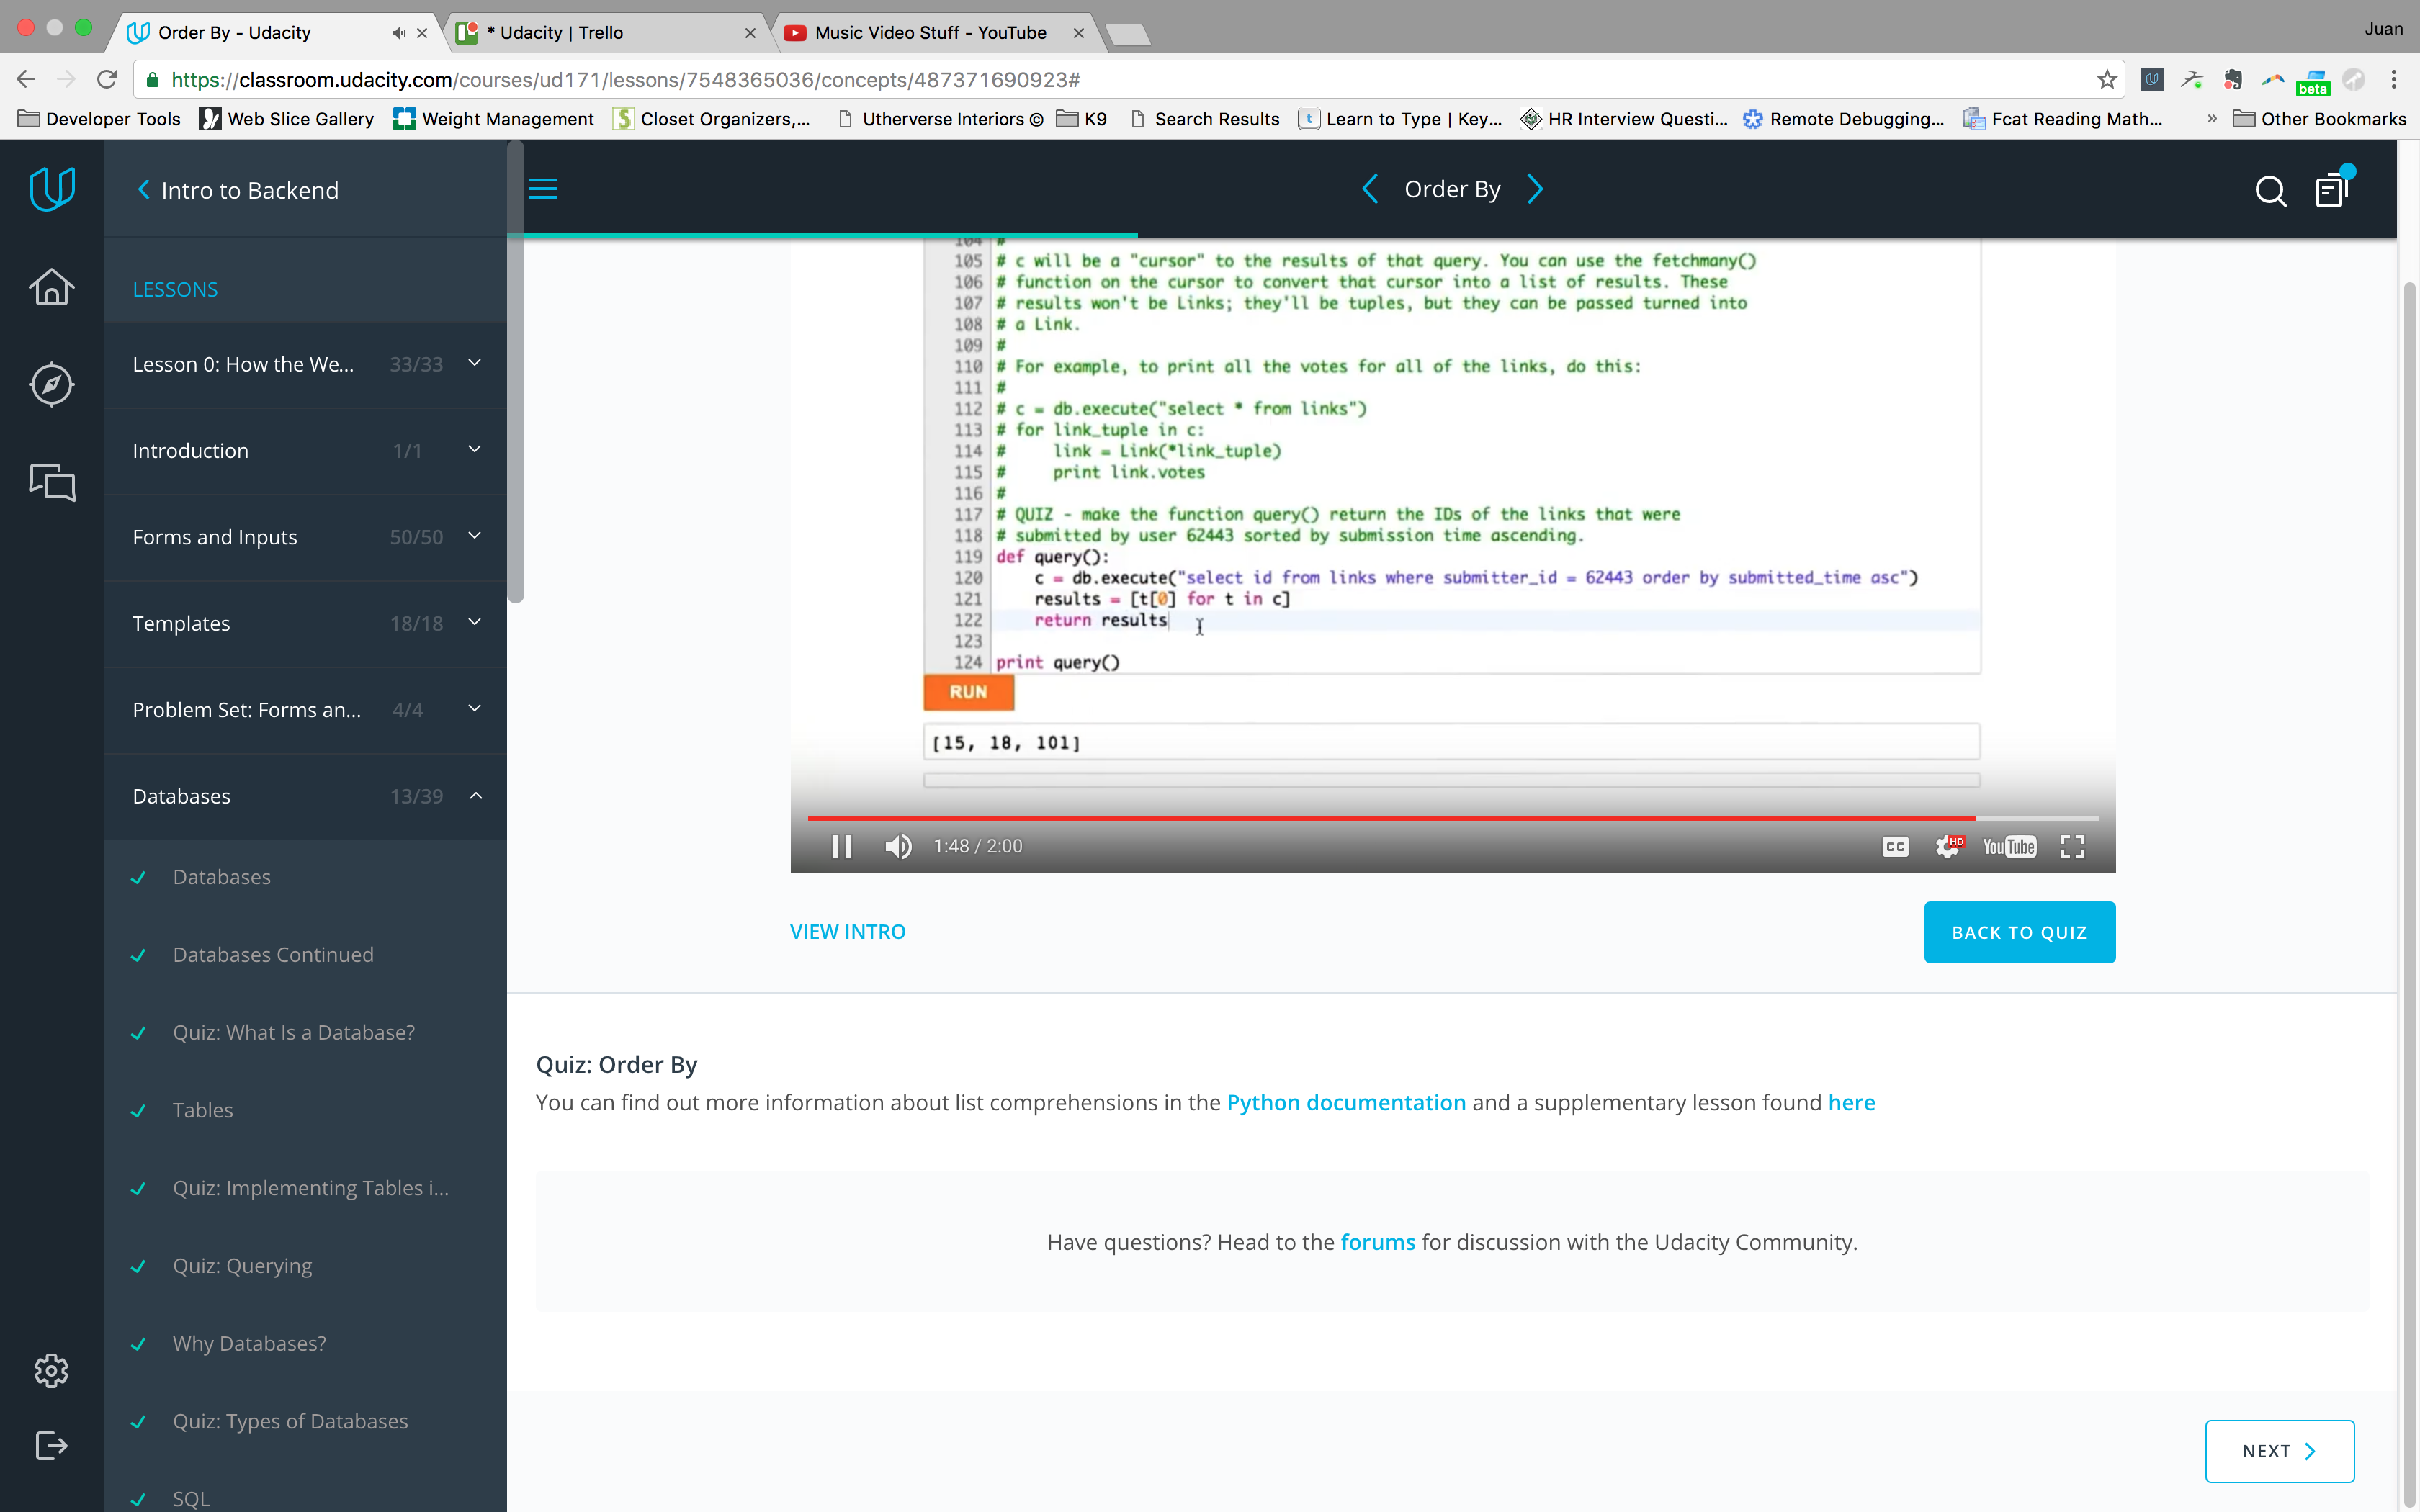 Order By - Udacity
* Udacity | Trello
Music Video Stuff - YouTube
Juan
https://classroom.udacity.com/courses/ud171/lessons/7548365036/concepts/487371690923#
beta
Developer Tools
Web Slice Gallery
Weight Management
Closet Organizers,...
Utherverse Interiors ©
K9
Search Results
Learn to Type | Key...
HR Interview Questi...
Remote Debugging...
Fcat Reading Math...
» Other Bookmarks
Intro to Backend
Order By
LESSONS
Lesson 0: How the We... 33/33
Introduction 1/1
Forms and Inputs 50/50
Templates 18/18
Problem Set: Forms an... 4/4
Databases 13/39
Databases
Databases Continued
Quiz: What Is a Database?
Tables
Quiz: Implementing Tables i...
Quiz: Querying
Why Databases?
Quiz: Types of Databases
SQL
104 #
105 # c will be a "cursor" to the results of that query. You can use the fetchmany()
106 # function on the cursor to convert that cursor into a list of results. These
107 # results won't be Links; they'll be tuples, but they can be passed turned into
108 # a Link.
109 #
110 # For example, to print all the votes for all of the links, do this:
111 #
112 # c = db.execute("select * from links")
113 # for link_tuple in c:
114 #     link = Link(*link_tuple)
115 #     print link.votes
116 #
117 # QUIZ - make the function query() return the IDs of the links that were
118 # submitted by user 62443 sorted by submission time ascending.
119 def query():
120     c = db.execute("select id from links where submitter_id = 62443 order by submitted_time asc")
121     results = [t[0] for t in c]
122     return results
123
124 print query()
RUN
[15, 18, 101]
1:48 / 2:00
CC
HD
YouTube
VIEW INTRO
BACK TO QUIZ
Quiz: Order By
You can find out more information about list comprehensions in the Python documentation and a supplementary lesson found here
Have questions? Head to the forums for discussion with the Udacity Community.
NEXT